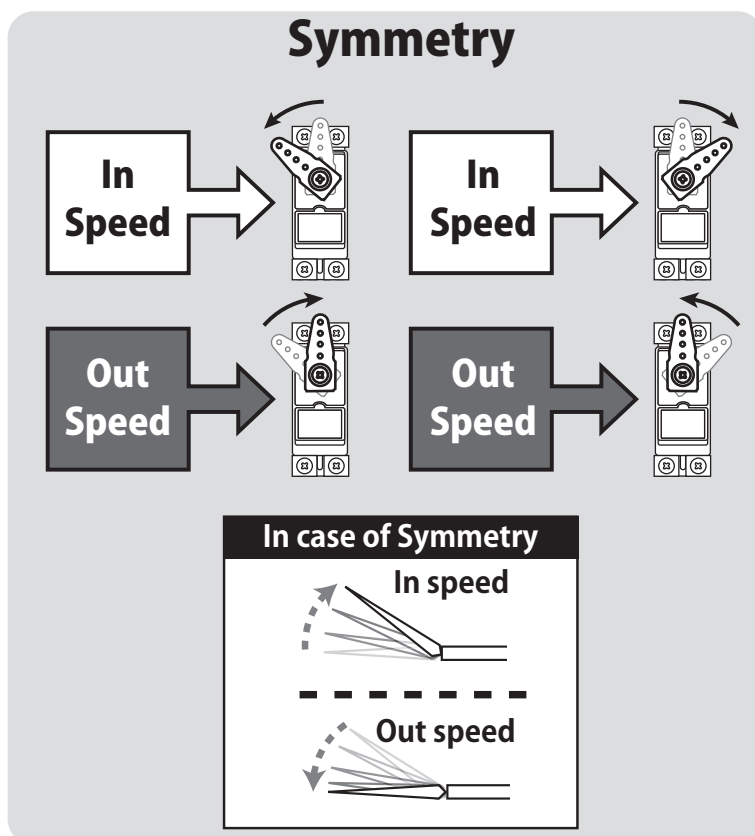 Symmetry
In
Speed
In
Speed
Out
Speed
Out
Speed
In case of Symmetry
In speed
Out speed